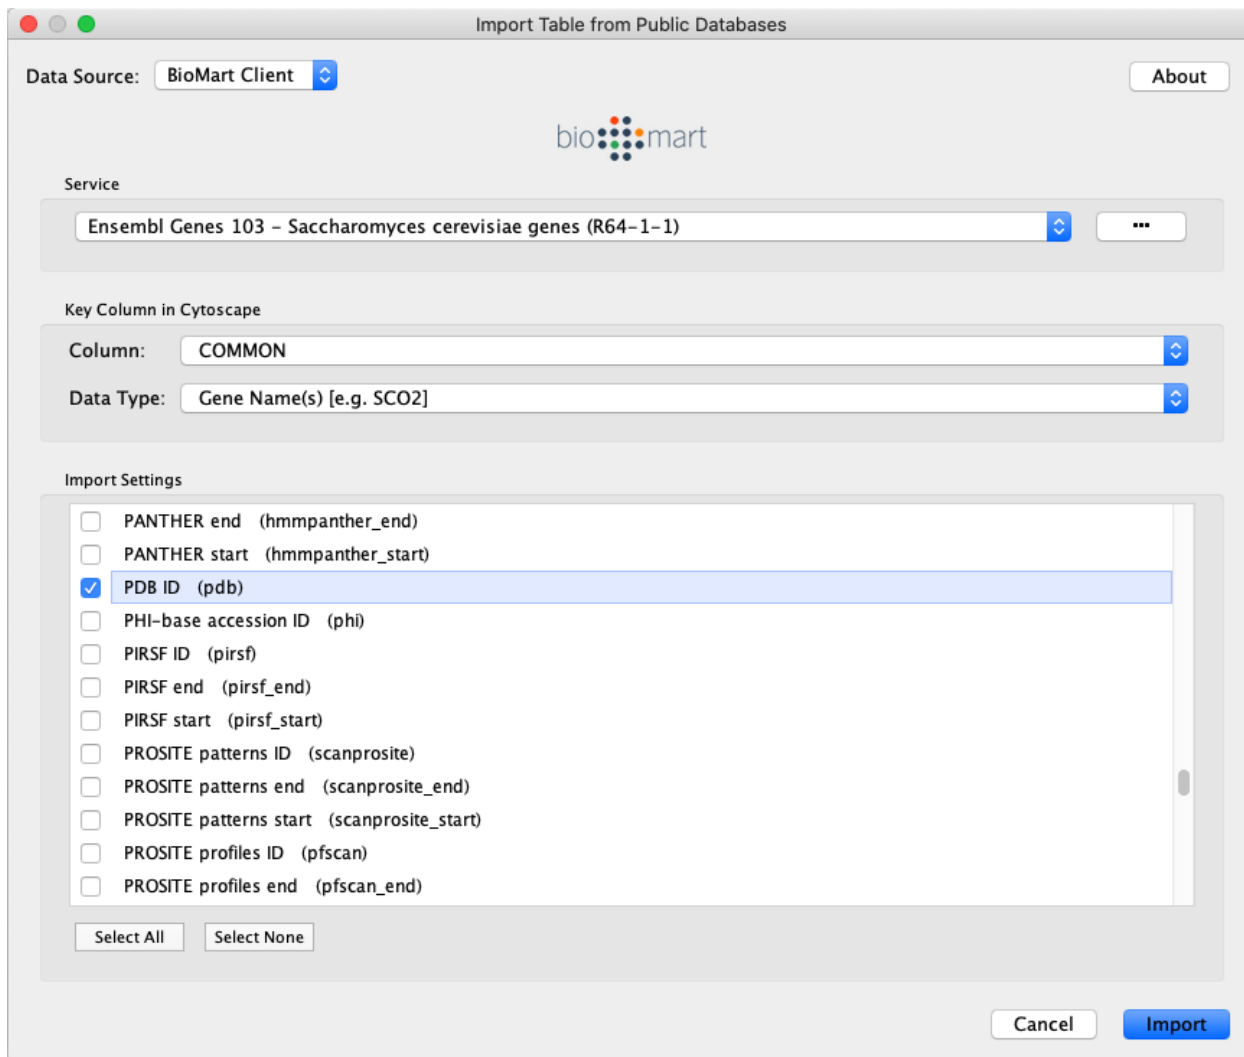 Import Table from Public Databases
Data Source: BioMart Client About
bio mart
Service
Ensembl Genes 103 – Saccharomyces cerevisiae genes (R64-1-1) ...
Key Column in Cytoscape
Column: COMMON
Data Type: Gene Name(s) [e.g. SCO2]
Import Settings
PANTHER end (hmmpanther_end)
PANTHER start (hmmpanther_start)
PDB ID (pdb)
PHI-base accession ID (phi)
PIRSF ID (pirsf)
PIRSF end (pirsf_end)
PIRSF start (pirsf_start)
PROSITE patterns ID (scanprosite)
PROSITE patterns end (scanprosite_end)
PROSITE patterns start (scanprosite_start)
PROSITE profiles ID (pfscan)
PROSITE profiles end (pfscan_end)
Select All Select None
Cancel Import